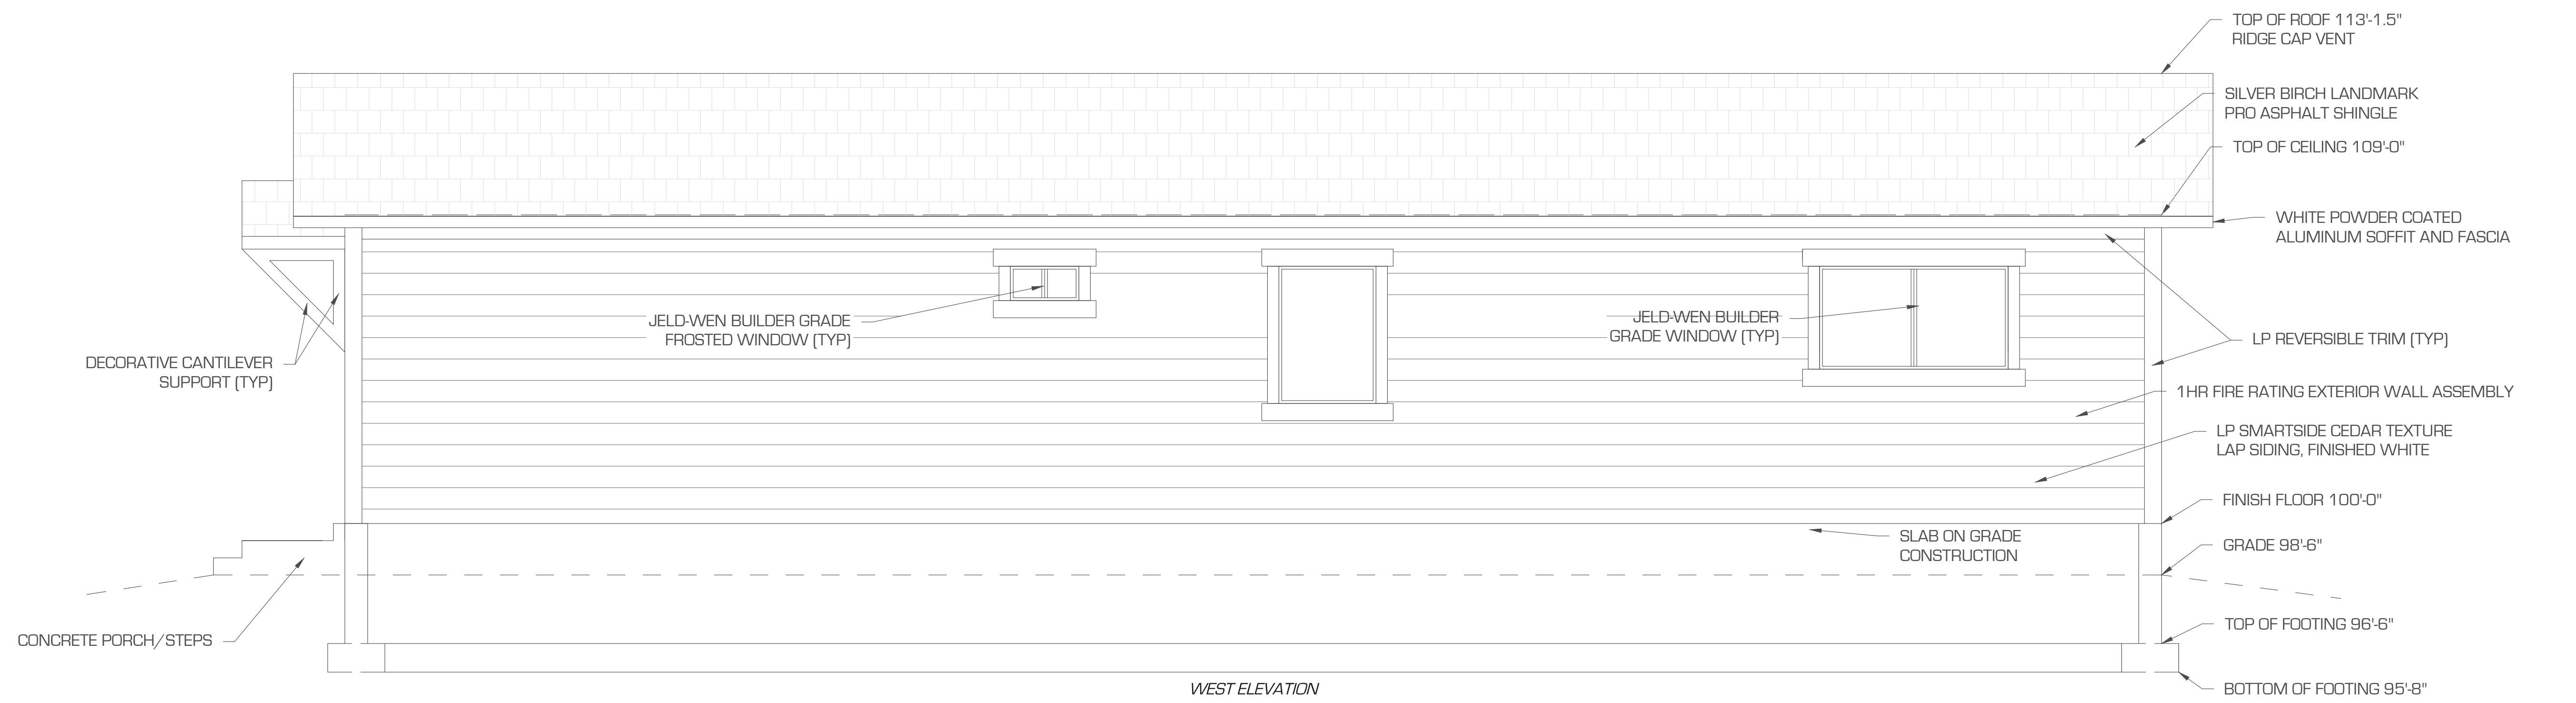 TOP OF ROOF 113'-1.5"
RIDGE CAP VENT
SILVER BIRCH LANDMARK
PRO ASPHALT SHINGLE
TOP OF CEILING 109'-0"
WHITE POWDER COATED
ALUMINUM SOFFIT AND FASCIA
JELD-WEN BUILDER GRADE
FROSTED WINDOW (TYP)
JELD-WEN BUILDER
GRADE WINDOW (TYP)
LP REVERSIBLE TRIM (TYP)
DECORATIVE CANTILEVER
SUPPORT (TYP)
1HR FIRE RATING EXTERIOR WALL ASSEMBLY
LP SMARTSIDE CEDAR TEXTURE
LAP SIDING, FINISHED WHITE
FINISH FLOOR 100'-0"
SLAB ON GRADE
CONSTRUCTION
GRADE 98'-6"
CONCRETE PORCH/STEPS
TOP OF FOOTING 96'-6"
WEST ELEVATION
BOTTOM OF FOOTING 95'-8"